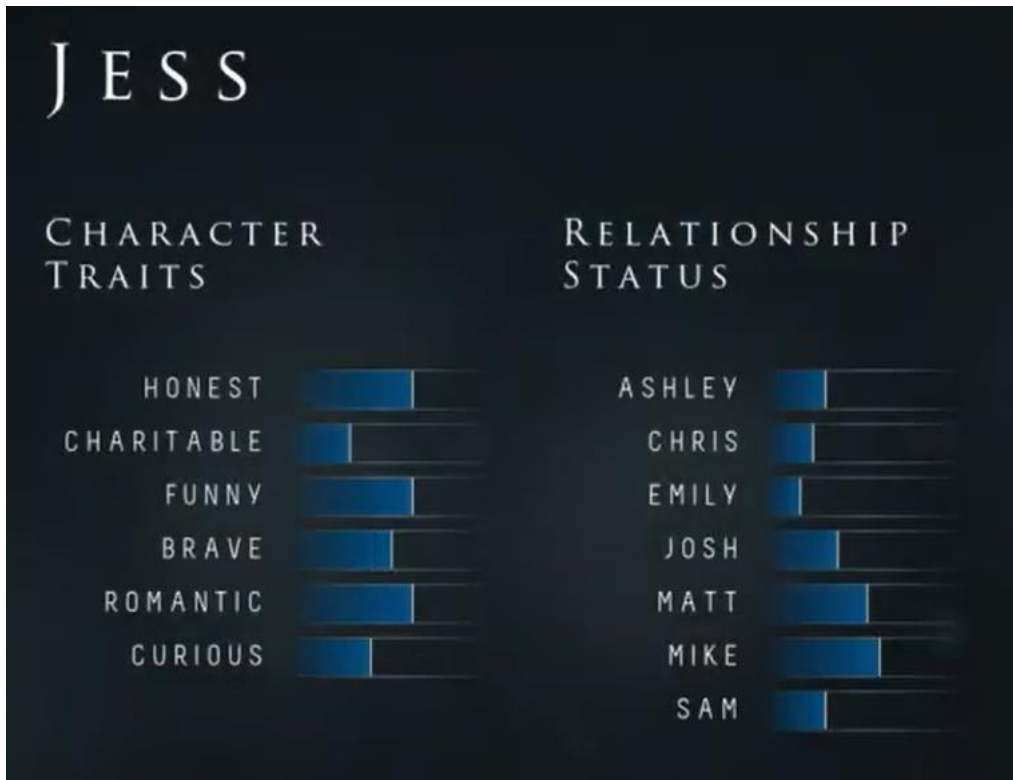 JESS
CHARACTER
TRAITS
HONEST
CHARITABLE
FUNNY
BRAVE
ROMANTIC
CURIOUS
RELATIONSHIP
STATUS
ASHLEY
CHRIS
EMILY
JOSH
MATT
MIKE
SAM